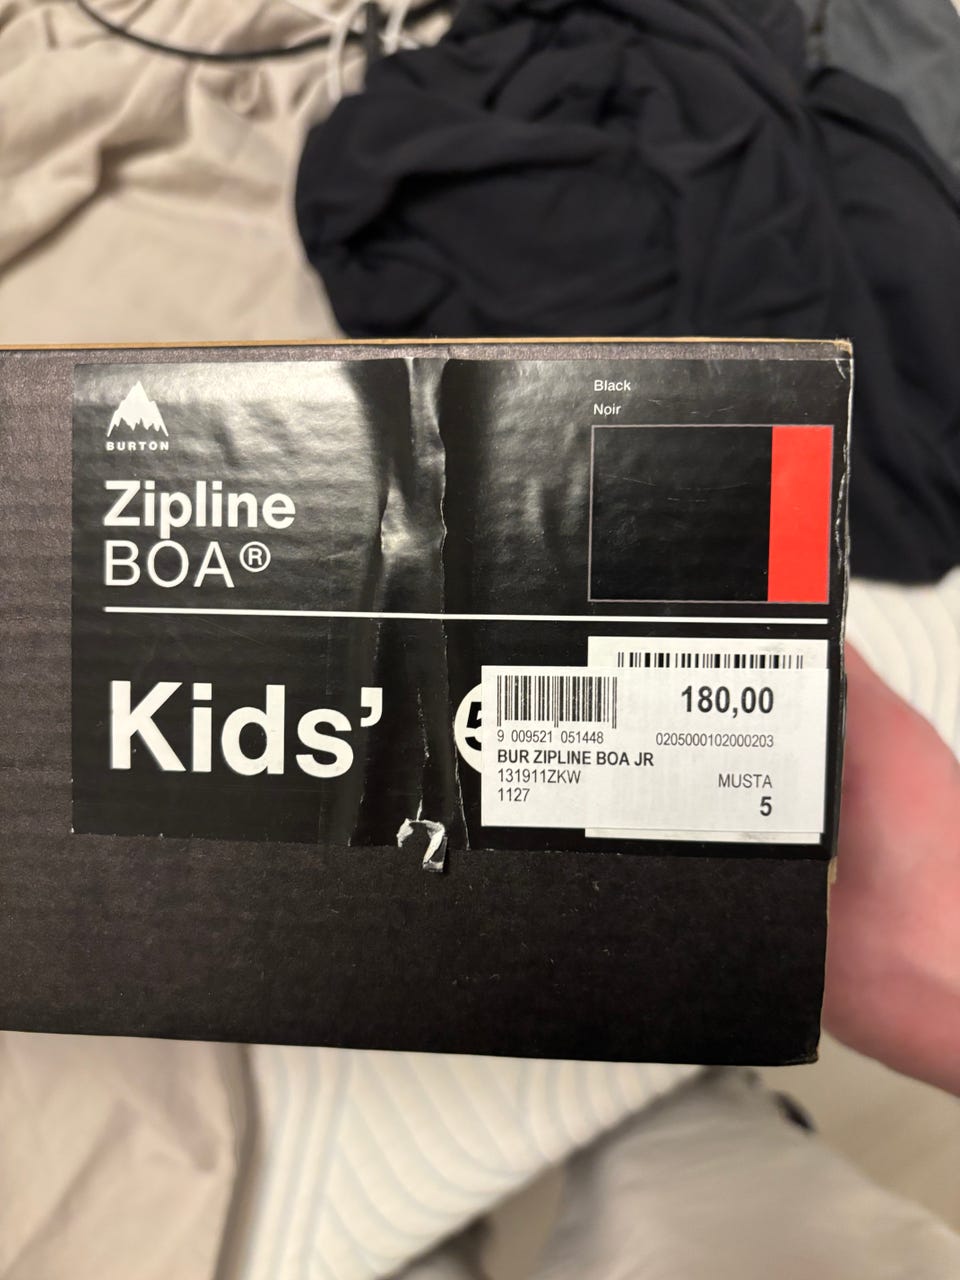 Black
Noir
BURTON
Zipline
BOA®
Kids'
5
180,00
9 009521 051448
0205000102000203
BUR ZIPLINE BOA JR
131911ZKW
MUSTA
1127
5